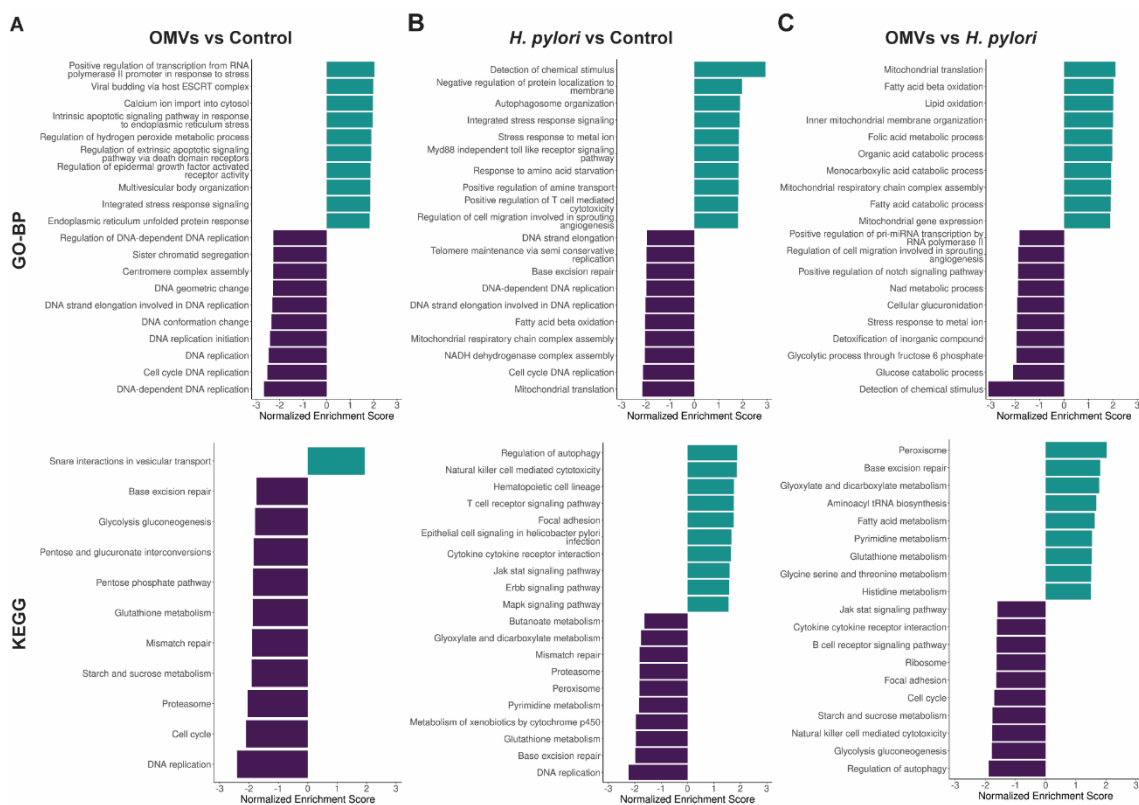 A
OMVs vs Control
B
H. pylori vs Control
C
OMVs vs H. pylori
GO-BP
Positive regulation of transcription from RNA
polymerase II promoter in response to stress
Viral budding via host ESCRT complex
Calcium ion import into cytosol
Intrinsic apoptotic signaling pathway in response
to endoplasmic reticulum stress
Regulation of hydrogen peroxide metabolic process
Regulation of extrinsic apoptotic signaling
pathway via death domain receptors
Regulation of epidermal growth factor activated
receptor activity
Multivesicular body organization
Integrated stress response signaling
Endoplasmic reticulum unfolded protein response
Regulation of DNA-dependent DNA replication
Sister chromatid segregation
Centromere complex assembly
DNA geometric change
DNA strand elongation involved in DNA replication
DNA conformation change
DNA replication initiation
DNA replication
Cell cycle DNA replication
DNA-dependent DNA replication
-3 -2 -1 0 1 2 3
Normalized Enrichment Score
Detection of chemical stimulus
Negative regulation of protein localization to
membrane
Autophagosome organization
Integrated stress response signaling
Stress response to metal ion
Myd88 independent toll like receptor signaling
pathway
Response to amino acid starvation
Positive regulation of amine transport
Positive regulation of T cell mediated
cytotoxicity
Regulation of cell migration involved in sprouting
angiogenesis
DNA strand elongation
Telomere maintenance via semi conservative
replication
Base excision repair
DNA-dependent DNA replication
DNA strand elongation involved in DNA replication
Fatty acid beta oxidation
Mitochondrial respiratory chain complex assembly
NADH dehydrogenase complex assembly
Cell cycle DNA replication
Mitochondrial translation
-3 -2 -1 0 1 2 3
Normalized Enrichment Score
Mitochondrial translation
Fatty acid beta oxidation
Lipid oxidation
Inner mitochondrial membrane organization
Folic acid metabolic process
Organic acid catabolic process
Monocarboxylic acid catabolic process
Mitochondrial respiratory chain complex assembly
Fatty acid catabolic process
Mitochondrial gene expression
Positive regulation of pri-miRNA transcription by
RNA polymerase II
Regulation of cell migration involved in sprouting
angiogenesis
Positive regulation of notch signaling pathway
Nad metabolic process
Cellular glucuronidation
Stress response to metal ion
Detoxification of inorganic compound
Glycolytic process through fructose 6 phosphate
Glucose catabolic process
Detection of chemical stimulus
-3 -2 -1 0 1 2 3
Normalized Enrichment Score
KEGG
Snare interactions in vesicular transport
Base excision repair
Glycolysis gluconeogenesis
Pentose and glucuronate interconversions
Pentose phosphate pathway
Glutathione metabolism
Mismatch repair
Starch and sucrose metabolism
Proteasome
Cell cycle
DNA replication
-3 -2 -1 0 1 2 3
Normalized Enrichment Score
Regulation of autophagy
Natural killer cell mediated cytotoxicity
Hematopoietic cell lineage
T cell receptor signaling pathway
Focal adhesion
Epithelial cell signaling in helicobacter pylori
infection
Cytokine cytokine receptor interaction
Jak stat signaling pathway
Erbb signaling pathway
Mapk signaling pathway
Butanoate metabolism
Glyoxylate and dicarboxylate metabolism
Mismatch repair
Proteasome
Peroxisome
Pyrimidine metabolism
Metabolism of xenobiotics by cytochrome p450
Glutathione metabolism
Base excision repair
DNA replication
-3 -2 -1 0 1 2 3
Normalized Enrichment Score
Peroxisome
Base excision repair
Glyoxylate and dicarboxylate metabolism
Aminoacyl tRNA biosynthesis
Fatty acid metabolism
Pyrimidine metabolism
Glutathione metabolism
Glycine serine and threonine metabolism
Histidine metabolism
Jak stat signaling pathway
Cytokine cytokine receptor interaction
B cell receptor signaling pathway
Ribosome
Focal adhesion
Cell cycle
Starch and sucrose metabolism
Natural killer cell mediated cytotoxicity
Glycolysis gluconeogenesis
Regulation of autophagy
-3 -2 -1 0 1 2 3
Normalized Enrichment Score